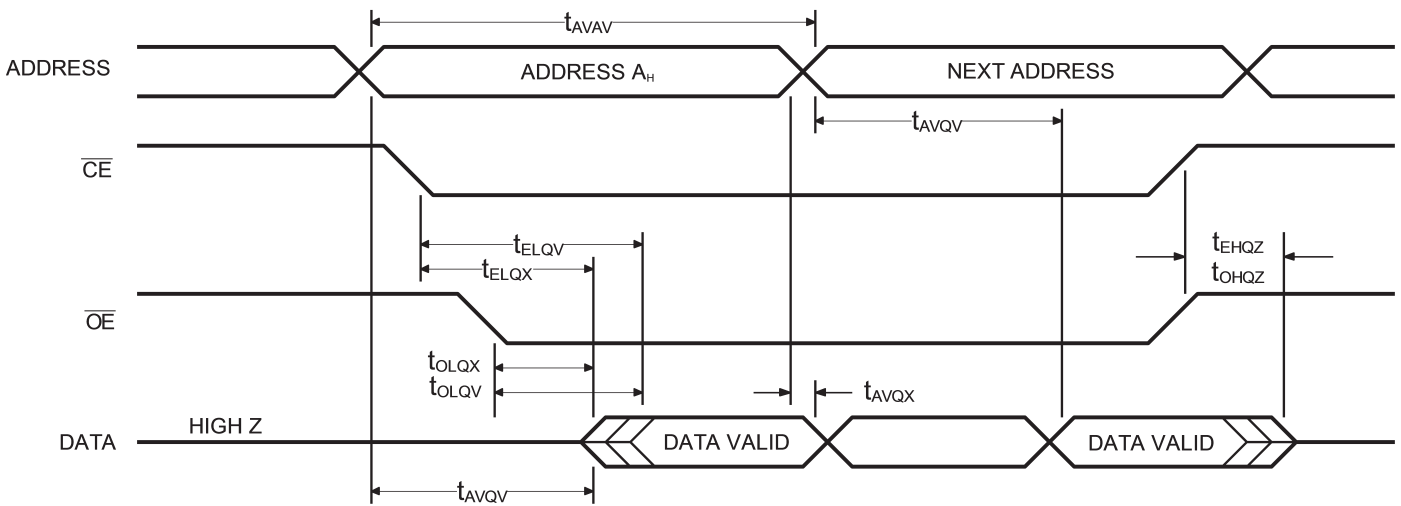 tAVAV
ADDRESS
ADDRESS AH
NEXT ADDRESS
tAVQV
CE
tELQV
tELQX
tEHQZ
tOHQZ
OE
tOLQX
tOLQV
tAVQX
HIGH Z
DATA
DATA VALID
DATA VALID
tAVQV